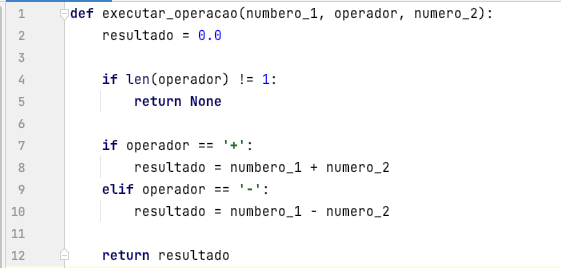 1 def executar_operacao(numbero_1, operador, numero_2):
2     resultado = 0.0
3
4     if len(operador) != 1:
5         return None
6
7     if operador == '+':
8         resultado = numbero_1 + numero_2
9     elif operador == '-':
10         resultado = numbero_1 - numero_2
11
12     return resultado